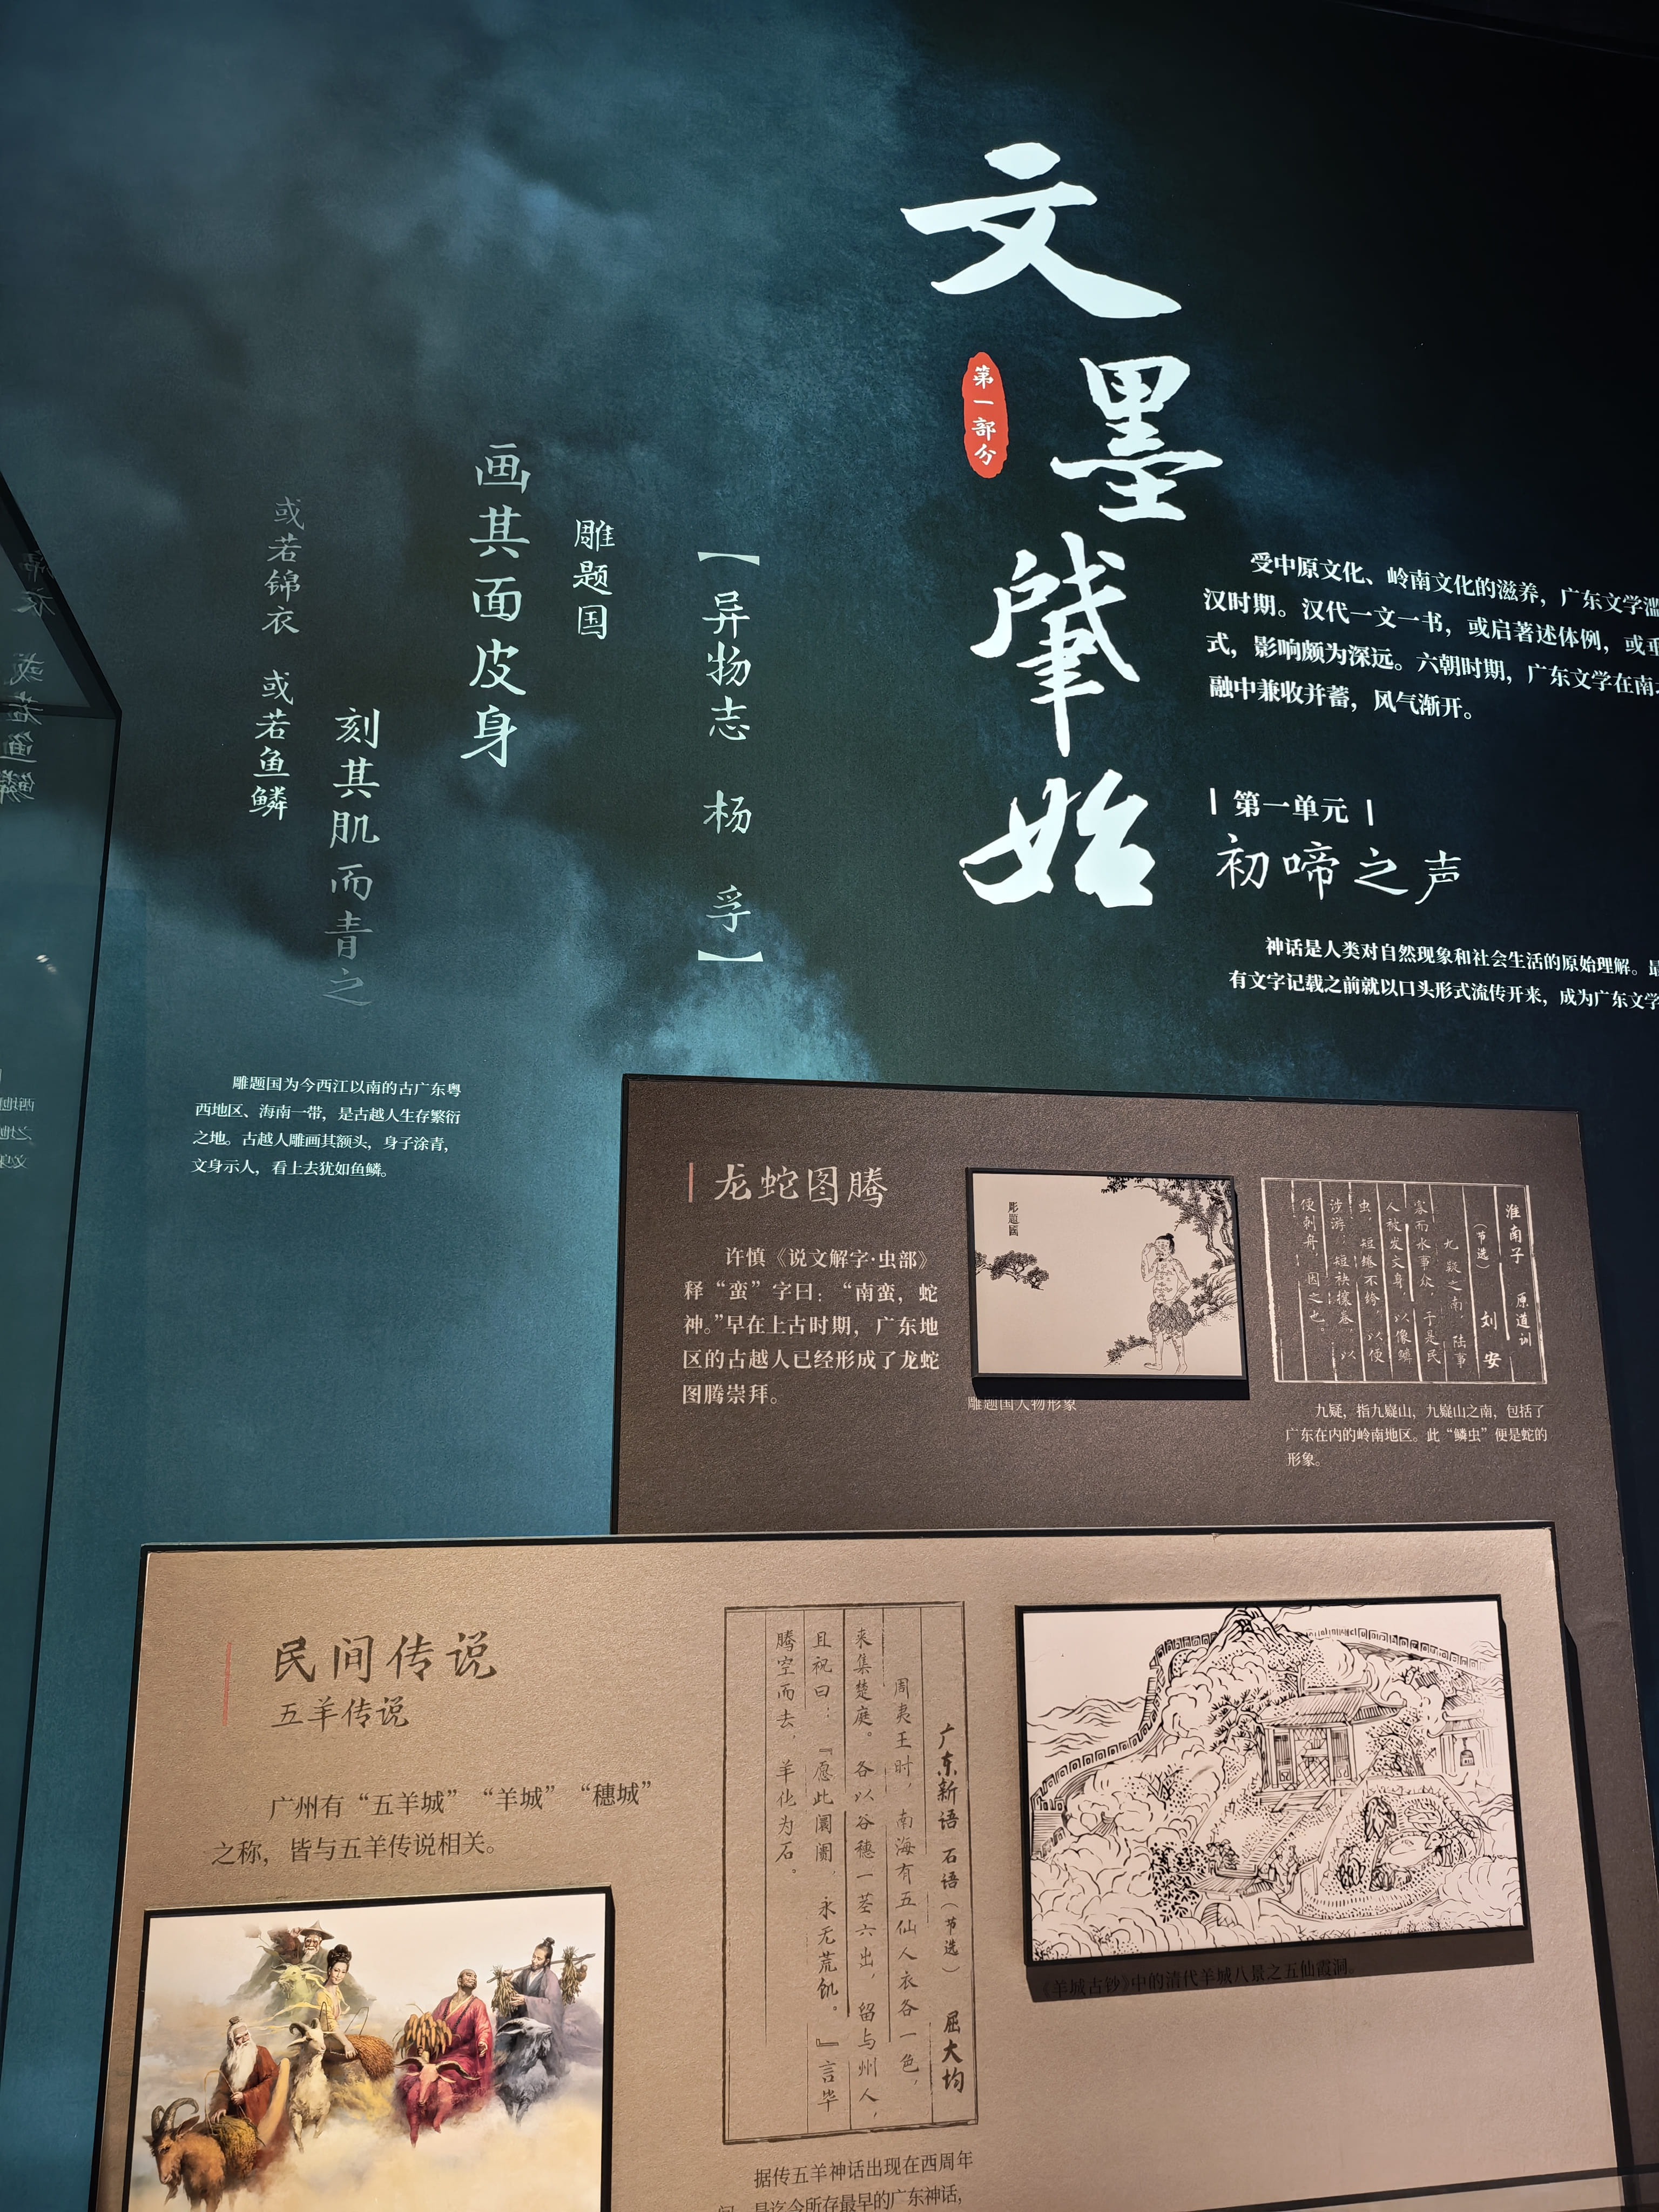 文墨肇始
第一部分
受中原文化、岭南文化的滋养，广东文学滥
汉时期。汉代一文一书，或启著述体例，或垂
式，影响颇为深远。六朝时期，广东文学在南
融中兼收并蓄，风气渐开。
第一单元
初啼之声
神话是人类对自然现象和社会生活的原始理解。最
有文字记载之前就以口头形式流传开来，成为广东文学
【异物志 杨孚】
雕题国
画其面皮身
刻其肌而青之
或若锦衣 或若鱼鳞
雕题国为今西江以南的古广东粤
西地区、海南一带，是古越人生存繁衍
之地。古越人雕画其额头，身子涂青，
文身示人，看上去犹如鱼鳞。
龙蛇图腾
许慎《说文解字·虫部》
释“蛮”字曰：“南蛮，蛇
神。”早在上古时期，广东地
区的古越人已经形成了龙蛇
图腾崇拜。
彫題國
雕题国人物形象
淮南子 原道训
（节选） 刘安
九疑之南，陆事
寡而水事众，于是民
人被发文身，以像鳞
虫，短绻不绔，以便
涉游，短袂攘卷，以
便刺舟，因之也。
九疑，指九嶷山，九嶷山之南，包括了
广东在内的岭南地区。此“鳞虫”便是蛇的
形象。
民间传说
五羊传说
广州有“五羊城”“羊城”“穗城”
之称，皆与五羊传说相关。
广东新语 石语（节选） 屈大均
周夷王时，南海有五仙人衣各一色，
来集楚庭。各以谷穗一茎六出，留与州人，
且祝曰：『愿此阛阓，永无荒饥。』言毕
腾空而去，羊化为石。
《羊城古钞》中的清代羊城八景之五仙霞洞。
据传五羊神话出现在西周年
间，是迄今所存最早的广东神话，